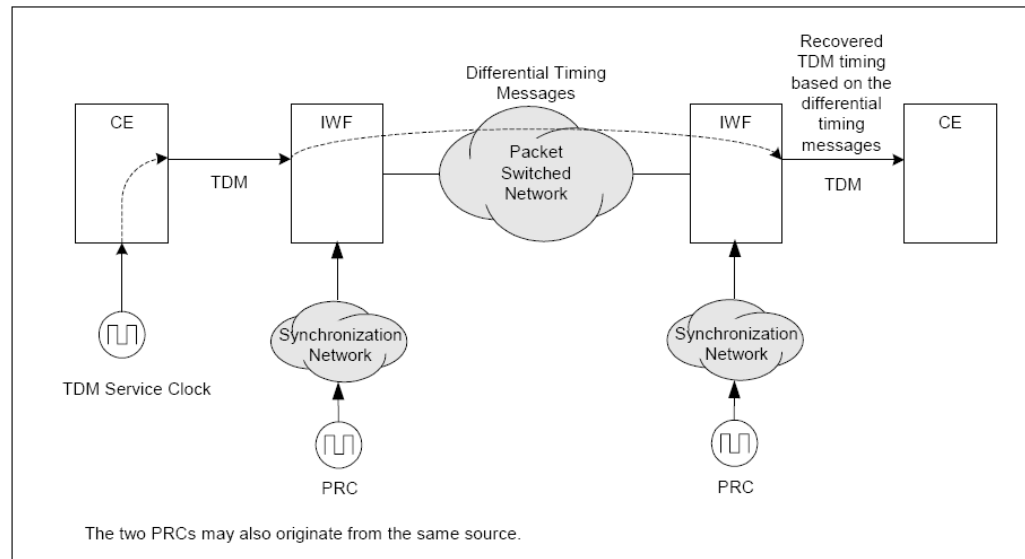 Recovered
TDM timing
based on the
differential
timing
messages
Differential Timing
Messages
CE
IWF
IWF
CE
Packet
Switched
Network
TDM
TDM
Synchronization
Network
Synchronization
Network
TDM Service Clock
PRC
PRC
The two PRCs may also originate from the same source.